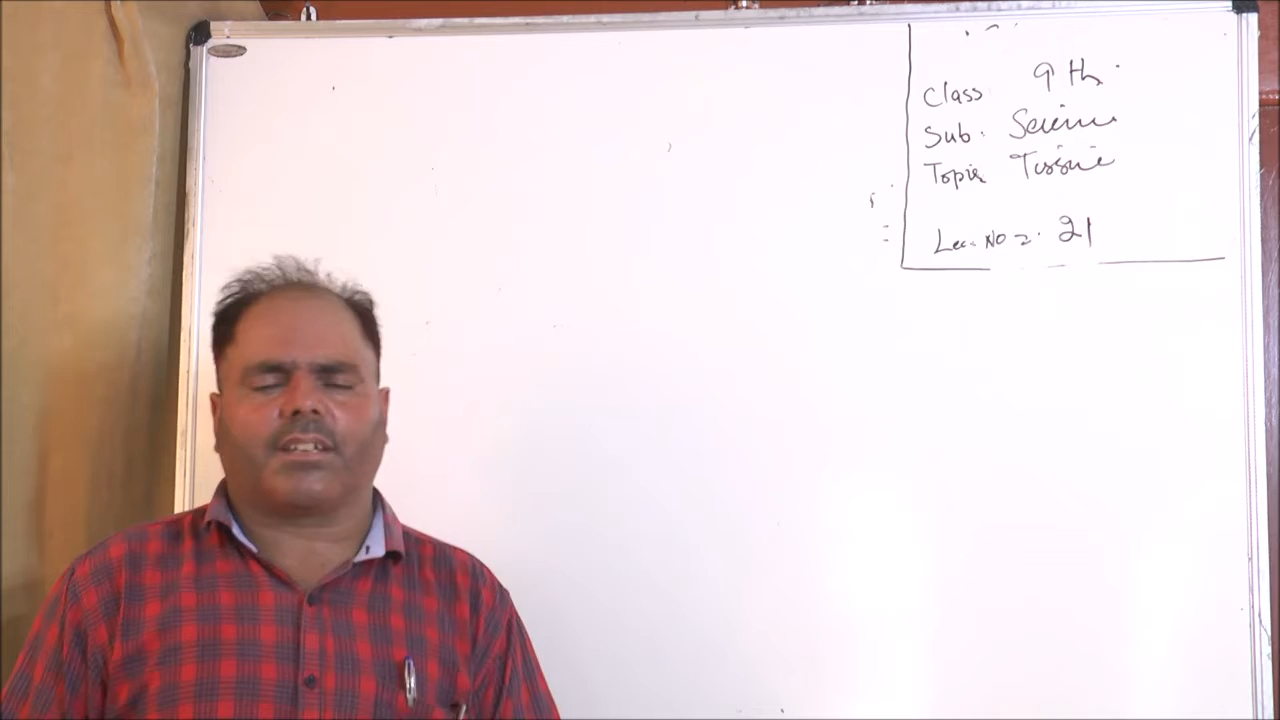 Class 9th
Sub. Science
Topic Tissue
Lec. No = 21